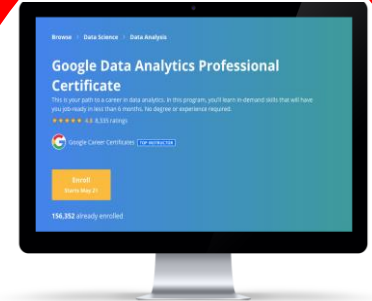 Browse > Data Science > Data Analysis
Google Data Analytics Professional
Certificate
This is your path to a career in data analytics. In this program, you'll learn in-demand skills that will have
you job-ready in less than 6 months. No degree or experience required.
★★★★★ 4.8 8,535 ratings
Google Career Certificates TOP INSTRUCTOR
Enroll
Starts May 21
156,352 already enrolled